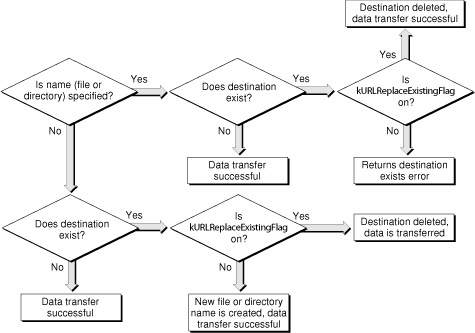 Destination deleted,
data transfer successful
Yes
Is name (file or
directory) specified?
Yes
Does destination
exist?
Yes
Is
kURLReplaceExistingFlag
on?
No
No
No
Data transfer
successful
Returns destination
exists error
Does destination
exist?
Yes
Is
kURLReplaceExistingFlag
on?
Yes
Destination deleted,
data is transferred
No
No
Data transfer
successful
New file or directory
name is created, data
transfer successful